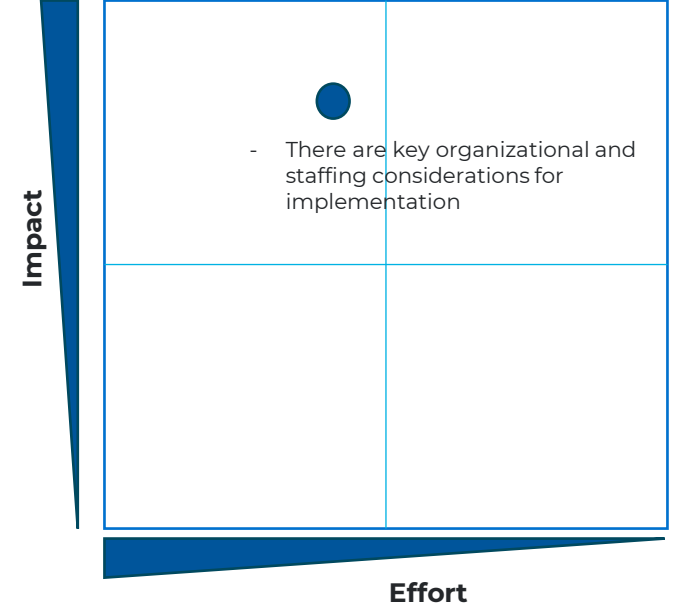 - There are key organizational and
staffing considerations for
implementation
Impact
Effort